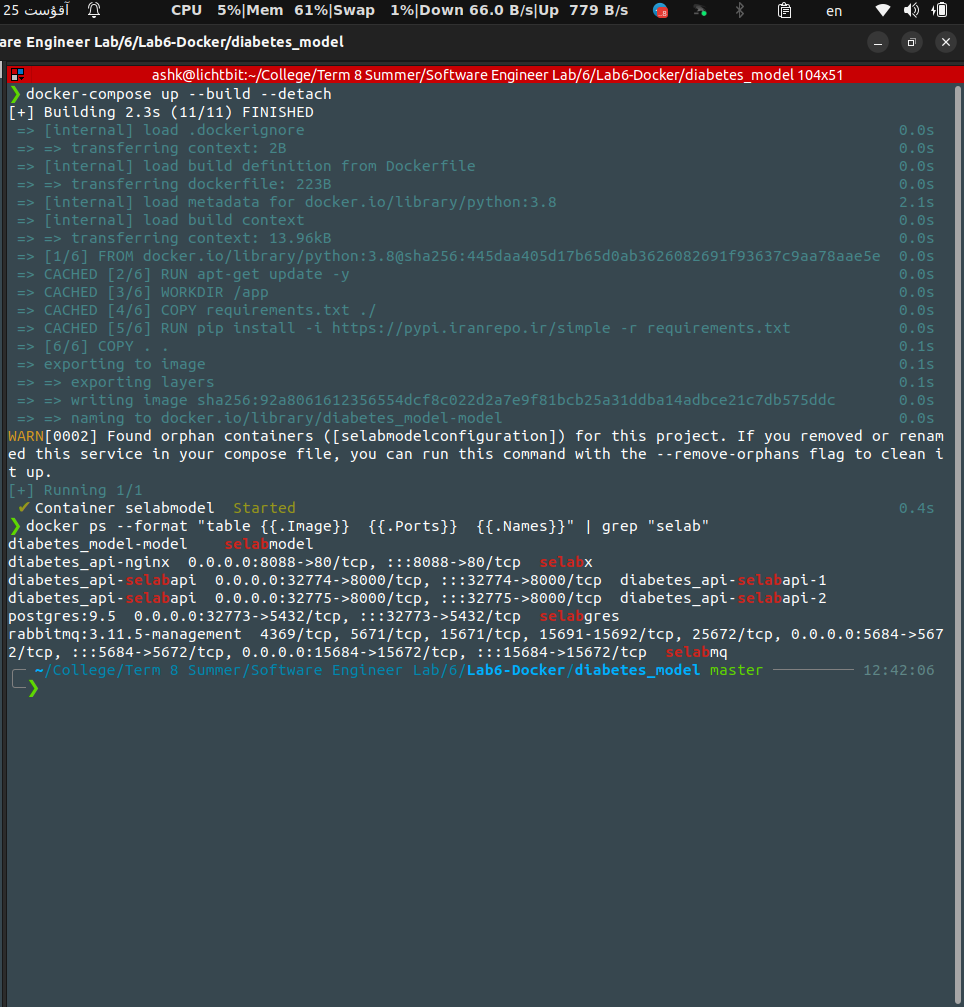 25 آقۇست CPU 5%|Mem 61%|Swap 1%|Down 66.0 B/s|Up 779 B/s en
are Engineer Lab/6/Lab6-Docker/diabetes_model
ashk@lichtbit:~/College/Term 8 Summer/Software Engineer Lab/6/Lab6-Docker/diabetes_model 104x51
❯ docker-compose up --build --detach
[+] Building 2.3s (11/11) FINISHED
=> [internal] load .dockerignore 0.0s
=> => transferring context: 2B 0.0s
=> [internal] load build definition from Dockerfile 0.0s
=> => transferring dockerfile: 223B 0.0s
=> [internal] load metadata for docker.io/library/python:3.8 2.1s
=> [internal] load build context 0.0s
=> => transferring context: 13.96kB 0.0s
=> [1/6] FROM docker.io/library/python:3.8@sha256:445daa405d17b65d0ab3626082691f93637c9aa78aae5e 0.0s
=> CACHED [2/6] RUN apt-get update -y 0.0s
=> CACHED [3/6] WORKDIR /app 0.0s
=> CACHED [4/6] COPY requirements.txt ./ 0.0s
=> CACHED [5/6] RUN pip install -i https://pypi.iranrepo.ir/simple -r requirements.txt 0.0s
=> [6/6] COPY . . 0.1s
=> exporting to image 0.1s
=> => exporting layers 0.1s
=> => writing image sha256:92a8061612356554dcf8c022d2a7e9f81bcb25a31ddba14adbce21c7db575ddc 0.0s
=> => naming to docker.io/library/diabetes_model-model 0.0s
WARN[0002] Found orphan containers ([selabmodelconfiguration]) for this project. If you removed or renam
ed this service in your compose file, you can run this command with the --remove-orphans flag to clean i
t up.
[+] Running 1/1
✔ Container selabmodel  Started 0.4s
❯ docker ps --format "table {{.Image}}  {{.Ports}}  {{.Names}}" | grep "selab"
diabetes_model-model    selabmodel
diabetes_api-nginx  0.0.0.0:8088->80/tcp, :::8088->80/tcp  selabx
diabetes_api-selabapi  0.0.0.0:32774->8000/tcp, :::32774->8000/tcp  diabetes_api-selabapi-1
diabetes_api-selabapi  0.0.0.0:32775->8000/tcp, :::32775->8000/tcp  diabetes_api-selabapi-2
postgres:9.5  0.0.0.0:32773->5432/tcp, :::32773->5432/tcp  selabgres
rabbitmq:3.11.5-management  4369/tcp, 5671/tcp, 15671/tcp, 15691-15692/tcp, 25672/tcp, 0.0.0.0:5684->567
2/tcp, :::5684->5672/tcp, 0.0.0.0:15684->15672/tcp, :::15684->15672/tcp  selabmq
~/College/Term 8 Summer/Software Engineer Lab/6/Lab6-Docker/diabetes_model master 12:42:06
❯